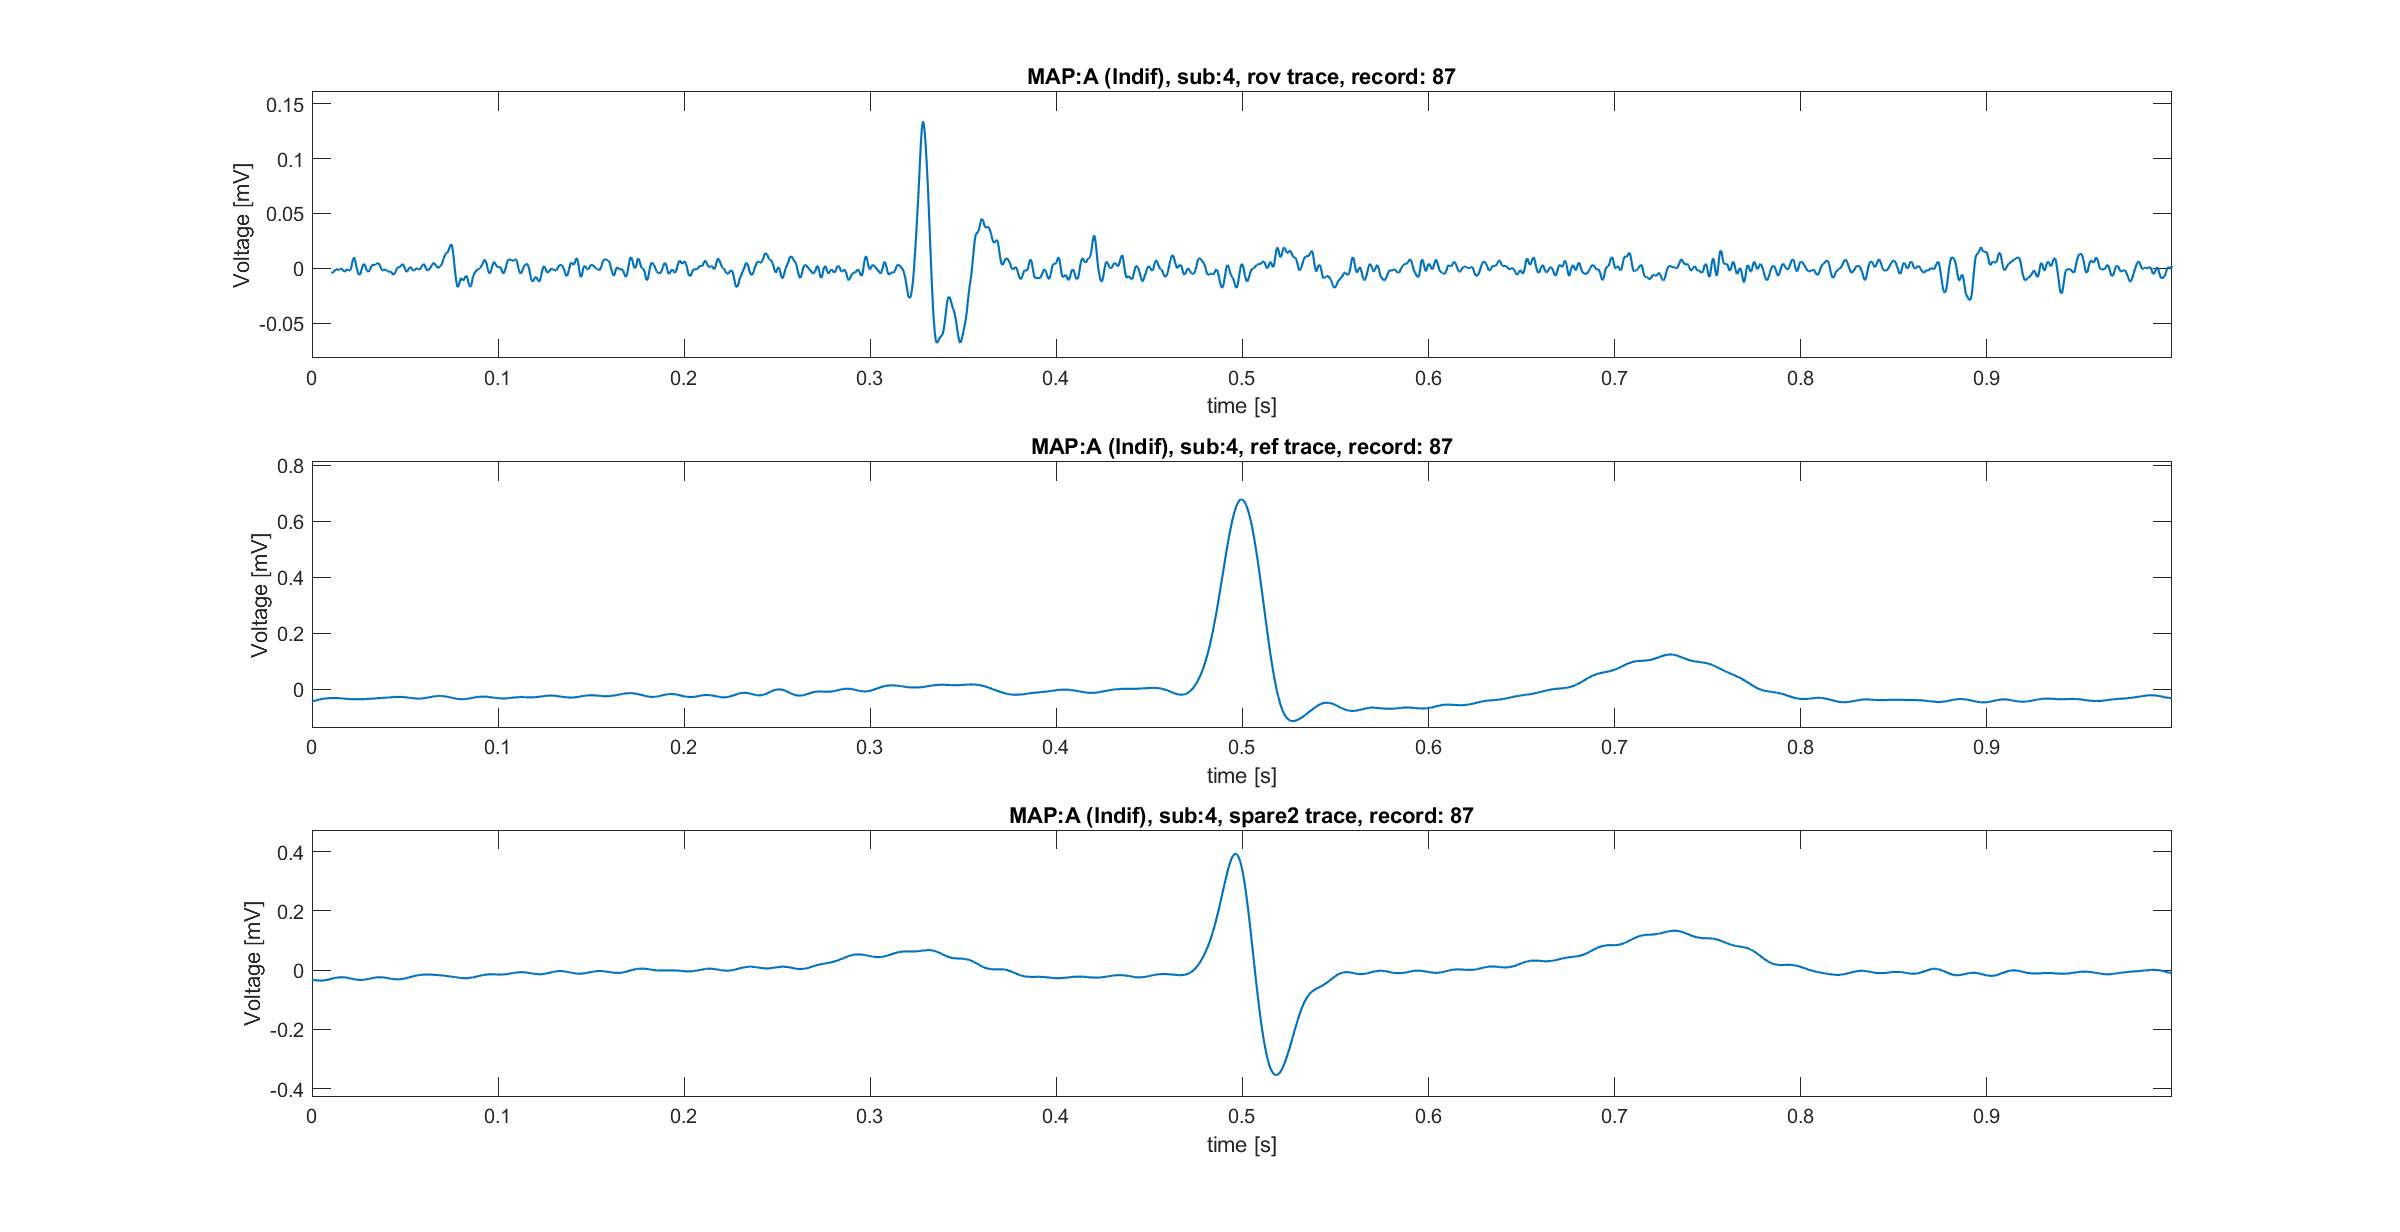 MAP:A (Indif), sub:4, rov trace, record: 87
Voltage [mV]
0.15
0.1
0.05
0
-0.05
0 0.1 0.2 0.3 0.4 0.5 0.6 0.7 0.8 0.9
time [s]
MAP:A (Indif), sub:4, ref trace, record: 87
Voltage [mV]
0.8
0.6
0.4
0.2
0
0 0.1 0.2 0.3 0.4 0.5 0.6 0.7 0.8 0.9
time [s]
MAP:A (Indif), sub:4, spare2 trace, record: 87
Voltage [mV]
0.4
0.2
0
-0.2
-0.4
0 0.1 0.2 0.3 0.4 0.5 0.6 0.7 0.8 0.9
time [s]